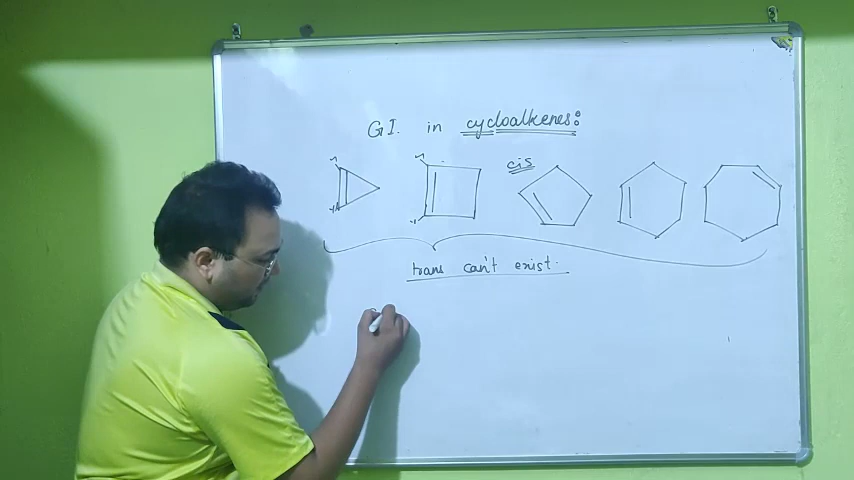 G.I. in cycloalkenes:
cis
trans can't exist.